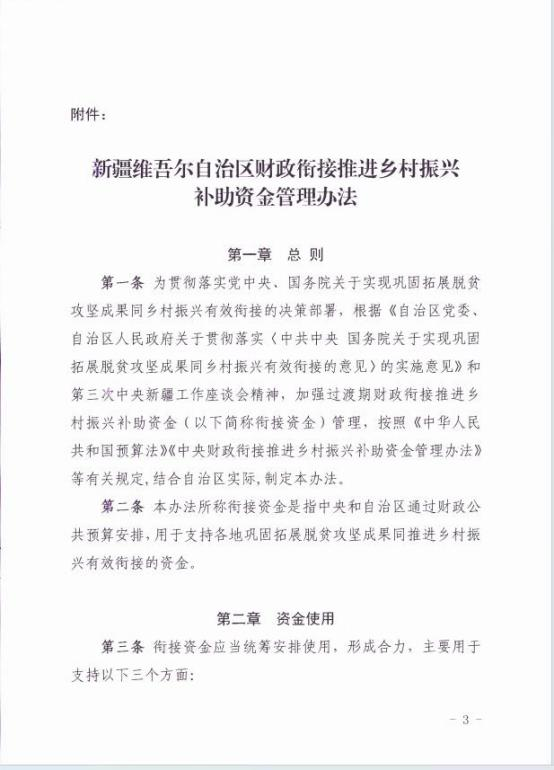 附件：
新疆维吾尔自治区财政衔接推进乡村振兴
补助资金管理办法
第一章 总 则
第一条 为贯彻落实党中央、国务院关于实现巩固拓展脱贫
攻坚成果同乡村振兴有效衔接的决策部署，根据《自治区党委、
自治区人民政府关于贯彻落实〈中共中央 国务院关于实现巩固
拓展脱贫攻坚成果同乡村振兴有效衔接的意见〉的实施意见》和
第三次中央新疆工作座谈会精神，加强过渡期财政衔接推进乡
村振兴补助资金（以下简称衔接资金）管理，按照《中华人民
共和国预算法》《中央财政衔接推进乡村振兴补助资金管理办法》
等有关规定,结合自治区实际,制定本办法。
第二条 本办法所称衔接资金是指中央和自治区通过财政公
共预算安排,用于支持各地巩固拓展脱贫攻坚成果同推进乡村振
兴有效衔接的资金。
第二章 资金使用
第三条 衔接资金应当统筹安排使用，形成合力，主要用于
支持以下三个方面：
- 3 -